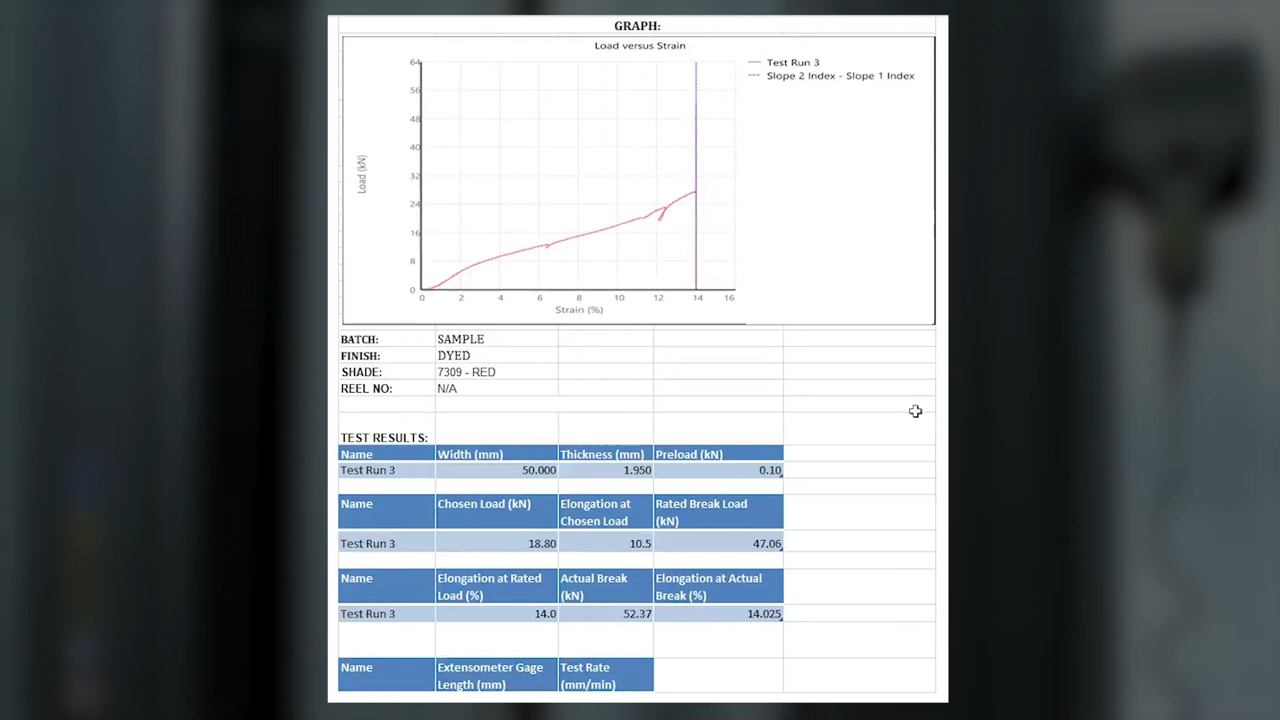 GRAPH:
Load versus Strain
Test Run 3
Slope 2 Index - Slope 1 Index
64
56
48
40
32
24
16
8
0
Load (kN)
0 2 4 6 8 10 12 14 16
Strain (%)
BATCH: SAMPLE
FINISH: DYED
SHADE: 7309 - RED
REEL NO: N/A
TEST RESULTS:
Name Width (mm) Thickness (mm) Preload (kN)
Test Run 3 50.000 1.950 0.10
Name Chosen Load (kN) Elongation at Chosen Load Rated Break Load (kN)
Test Run 3 18.80 10.5 47.06
Name Elongation at Rated Load (%) Actual Break (kN) Elongation at Actual Break (%)
Test Run 3 14.0 52.37 14.025
Name Extensometer Gage Length (mm) Test Rate (mm/min)